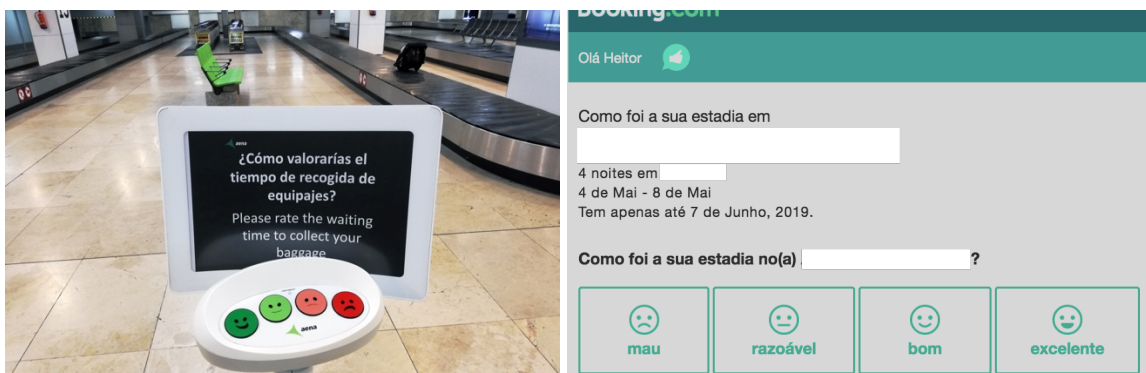 aena
¿Cómo valorarías el
tiempo de recogida de
equipajes?
Please rate the waiting
time to collect your
baggage
aena
Booking.com
Olá Heitor
Como foi a sua estadia em
4 noites em
4 de Mai - 8 de Mai
Tem apenas até 7 de Junho, 2019.
Como foi a sua estadia no(a)
?
mau
razoável
bom
excelente